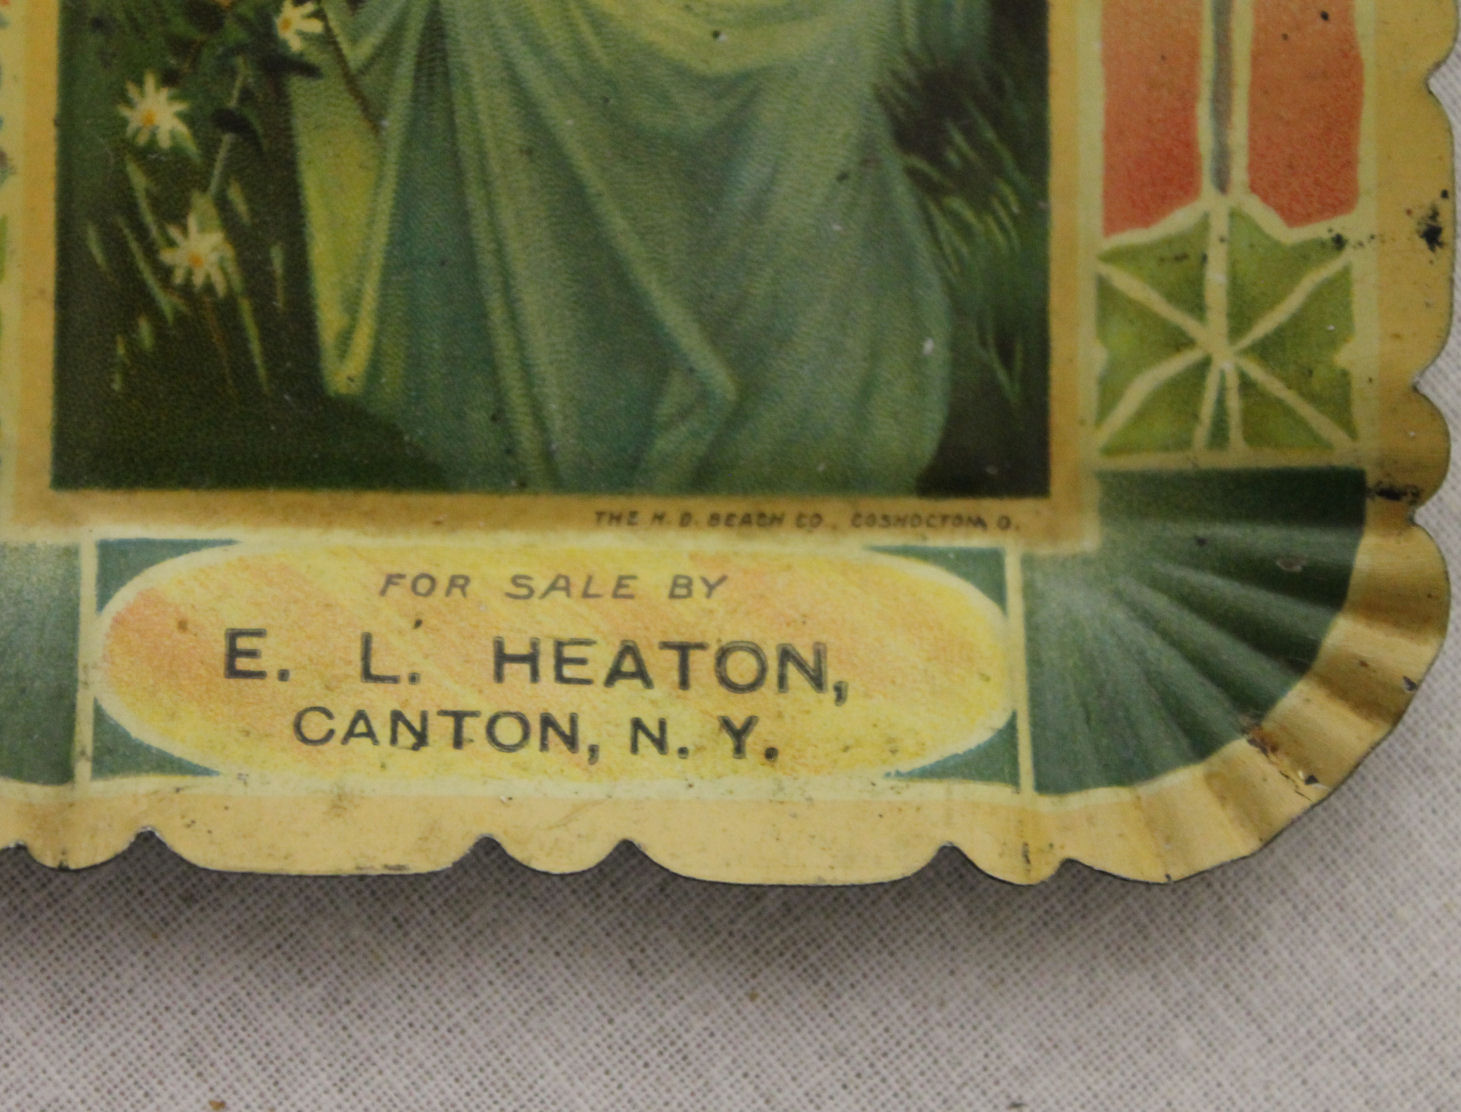 THE H. D. BEACH CO., COSHOCTON, O.
FOR SALE BY
E. L. HEATON,
CANTON, N. Y.